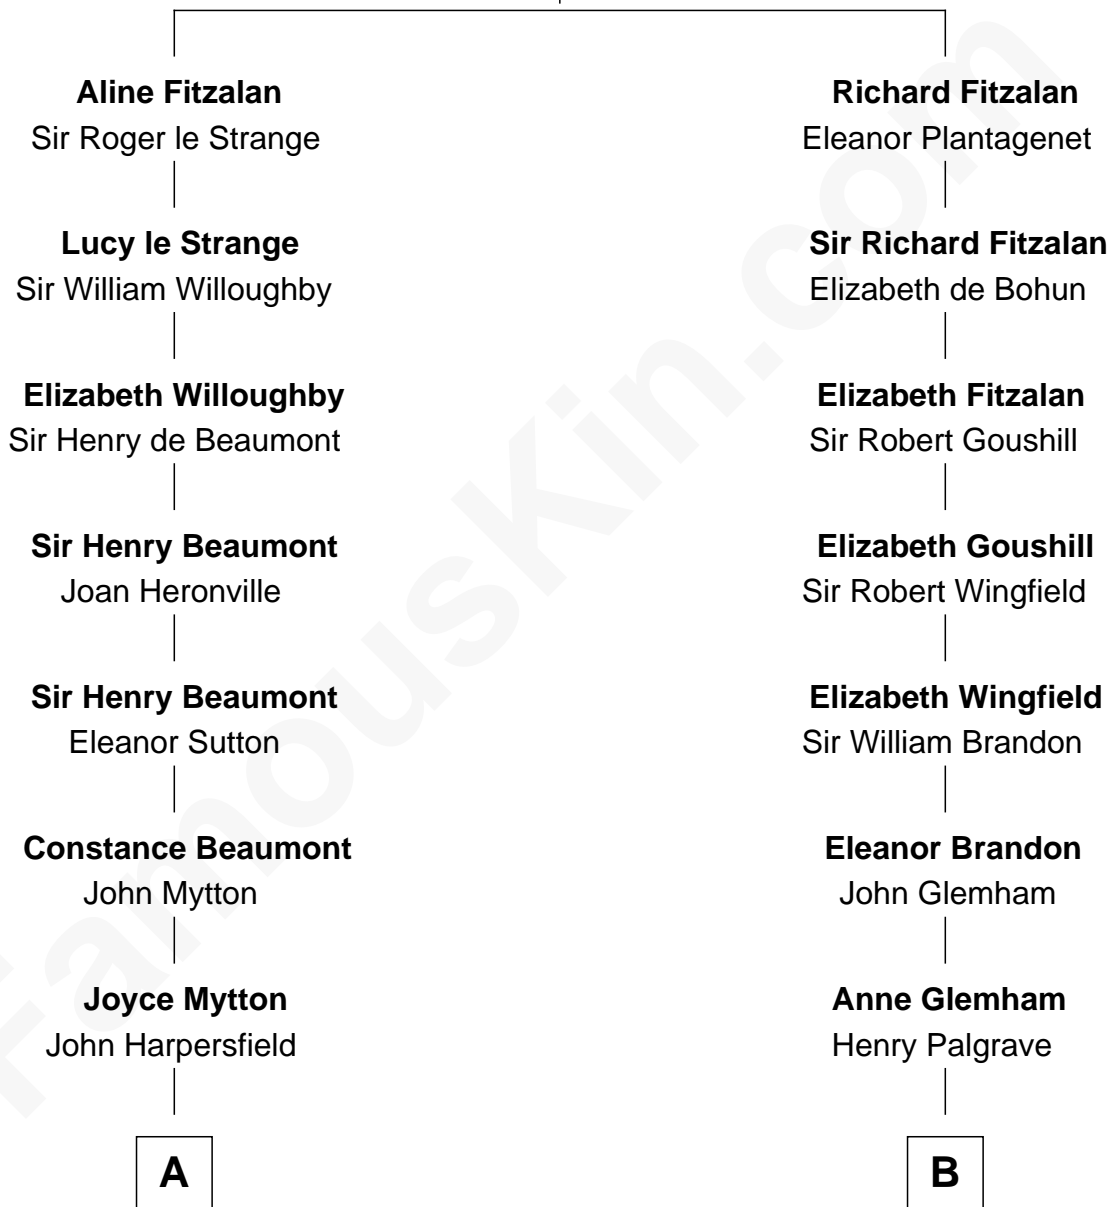 Aline Fitzalan
Sir Roger le Strange
Lucy le Strange
Sir William Willoughby
Elizabeth Willoughby
Sir Henry de Beaumont
Sir Henry Beaumont
Joan Heronville
Sir Henry Beaumont
Eleanor Sutton
Constance Beaumont
John Mytton
Joyce Mytton
John Harpersfield
A
Richard Fitzalan
Eleanor Plantagenet
Sir Richard Fitzalan
Elizabeth de Bohun
Elizabeth Fitzalan
Sir Robert Goushill
Elizabeth Goushill
Sir Robert Wingfield
Elizabeth Wingfield
Sir William Brandon
Eleanor Brandon
John Glemham
Anne Glemham
Henry Palgrave
B
FamousKin.com